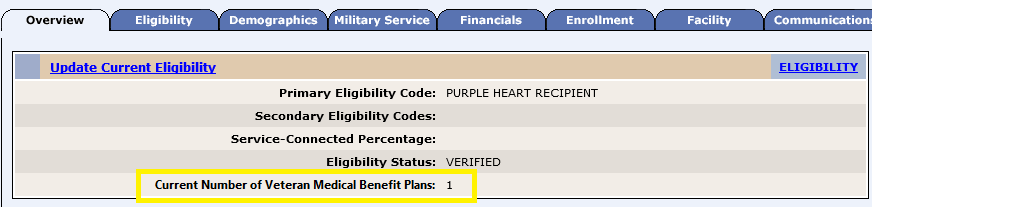 Overview Eligibility Demographics Military Service Financials Enrollment Facility Communications
Update Current Eligibility ELIGIBILITY
Primary Eligibility Code: PURPLE HEART RECIPIENT
Secondary Eligibility Codes:
Service-Connected Percentage:
Eligibility Status: VERIFIED
Current Number of Veteran Medical Benefit Plans: 1